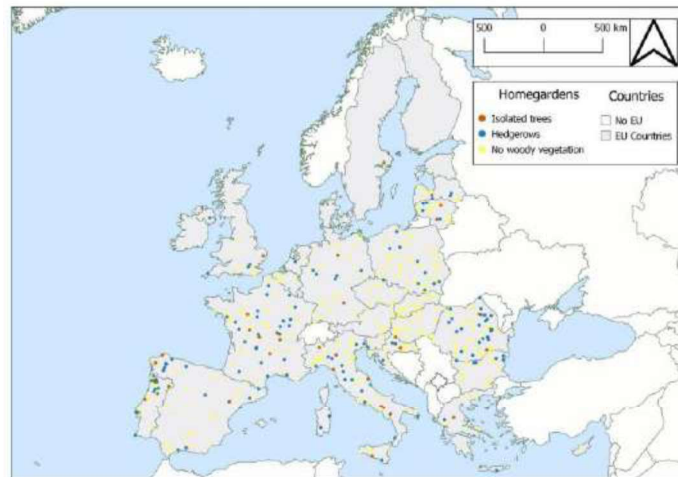 500 0 500 km
Homegardens
Isolated trees
Hedgerows
No woody vegetation
Countries
No EU
EU Countries